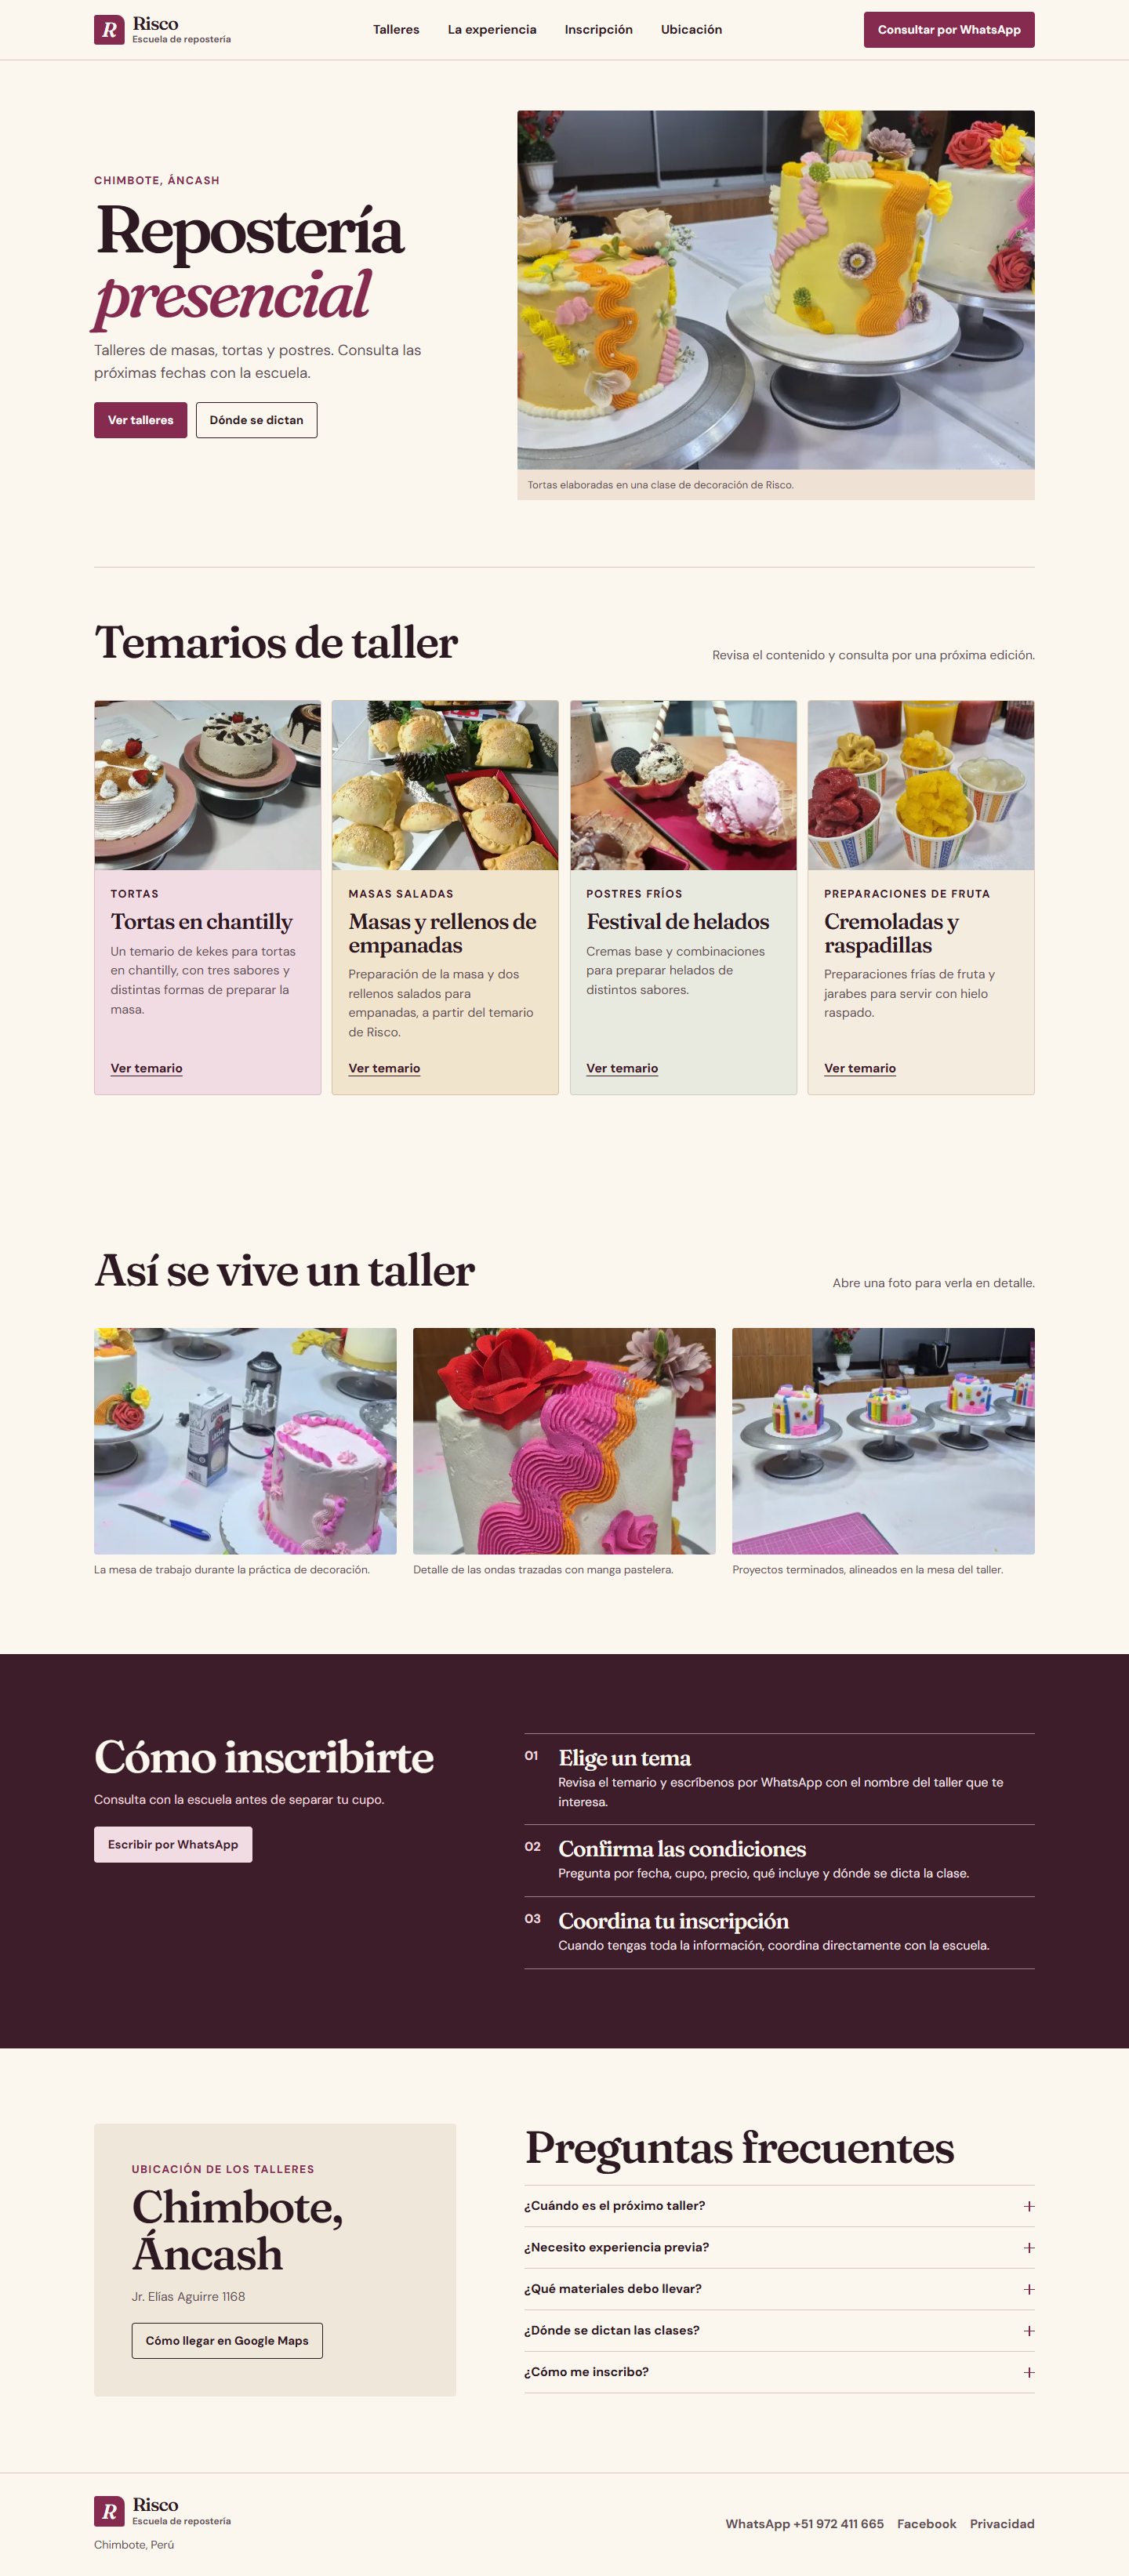 R
Risco
Escuela de repostería
Talleres
La experiencia
Inscripción
Ubicación
Consultar por WhatsApp
CHIMBOTE, ÁNCASH
Repostería
presencial
Talleres de masas, tortas y postres. Consulta las
próximas fechas con la escuela.
Ver talleres
Dónde se dictan
Tortas elaboradas en una clase de decoración de Risco.
Temarios de taller
Revisa el contenido y consulta por una próxima edición.
TORTAS
Tortas en chantilly
Un temario de kekes para tortas
en chantilly, con tres sabores y
distintas formas de preparar la
masa.
Ver temario
MASAS SALADAS
Masas y rellenos de
empanadas
Preparación de la masa y dos
rellenos salados para
empanadas, a partir del temario
de Risco.
Ver temario
POSTRES FRÍOS
Festival de helados
Cremas base y combinaciones
para preparar helados de
distintos sabores.
Ver temario
PREPARACIONES DE FRUTA
Cremoladas y
raspadillas
Preparaciones frías de fruta y
jarabes para servir con hielo
raspado.
Ver temario
Así se vive un taller
Abre una foto para verla en detalle.
La mesa de trabajo durante la práctica de decoración.
Detalle de las ondas trazadas con manga pastelera.
Proyectos terminados, alineados en la mesa del taller.
Cómo inscribirte
Consulta con la escuela antes de separar tu cupo.
Escribir por WhatsApp
01
Elige un tema
Revisa el temario y escríbenos por WhatsApp con el nombre del taller que te
interesa.
02
Confirma las condiciones
Pregunta por fecha, cupo, precio, qué incluye y dónde se dicta la clase.
03
Coordina tu inscripción
Cuando tengas toda la información, coordina directamente con la escuela.
UBICACIÓN DE LOS TALLERES
Chimbote,
Áncash
Jr. Elías Aguirre 1168
Cómo llegar en Google Maps
Preguntas frecuentes
¿Cuándo es el próximo taller?
¿Necesito experiencia previa?
¿Qué materiales debo llevar?
¿Dónde se dictan las clases?
¿Cómo me inscribo?
R
Risco
Escuela de repostería
Chimbote, Perú
WhatsApp +51 972 411 665
Facebook
Privacidad